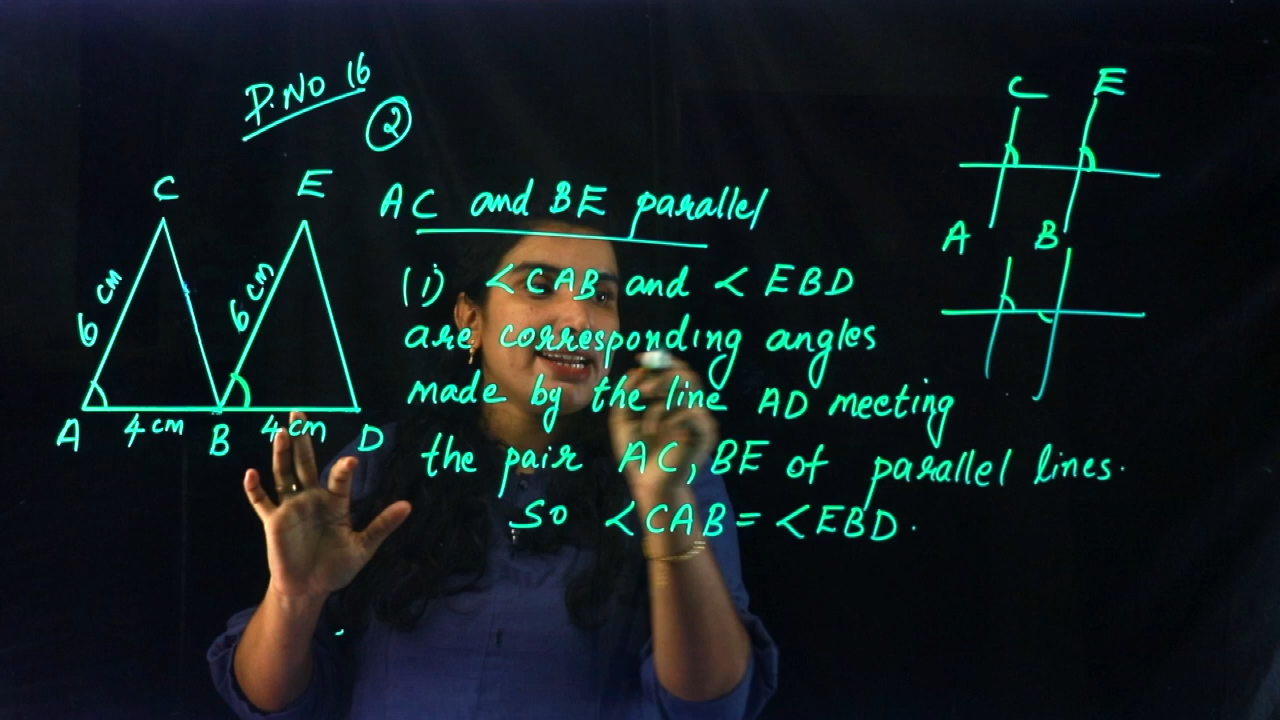 P.No 16
2
C E
AC and BE parallel
6 cm 6 cm
A 4 cm B 4 cm D
(i) <CAB and < EBD
are corresponding angles
made by the line AD meeting
the pair AC, BE of parallel lines.
So <CAB = <EBD.
C E
A B